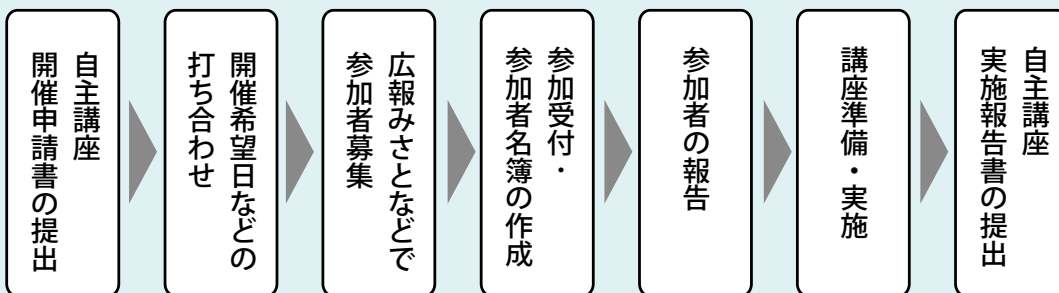 自主講座
開催申請書の提出
開催希望日などの
打ち合わせ
広報みさとなどで
参加者募集
参加受付・
参加者名簿の作成
参加者の報告
講座準備・実施
自主講座
実施報告書の提出